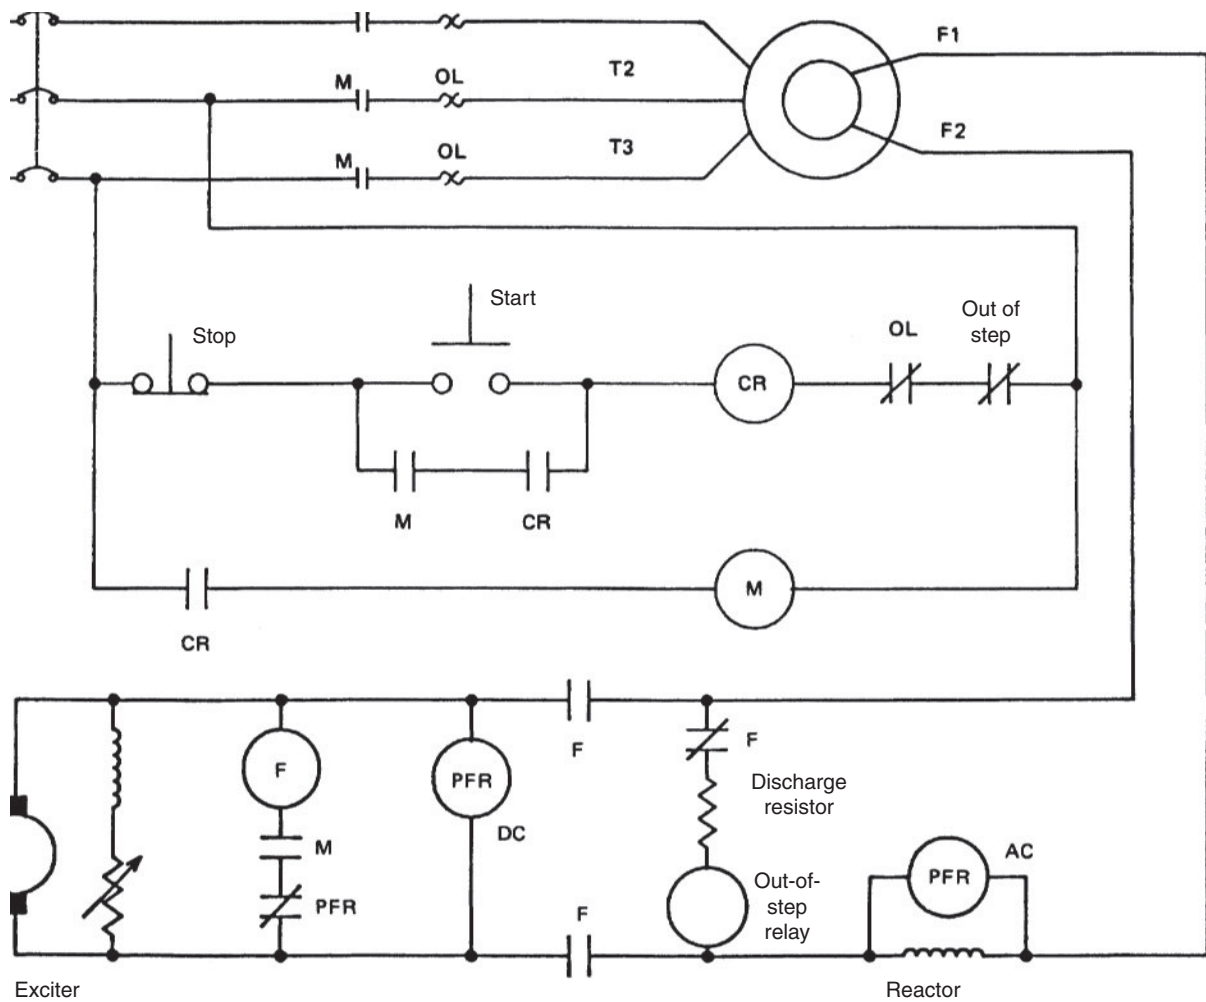 F1
T2
M
OL
F2
T3
M
OL
Start
Stop
Out of
step
OL
CR
M
CR
M
CR
F
F
F
Discharge
resistor
PFR
DC
M
AC
PFR
PFR
Out-of-
step
relay
F
Exciter
Reactor